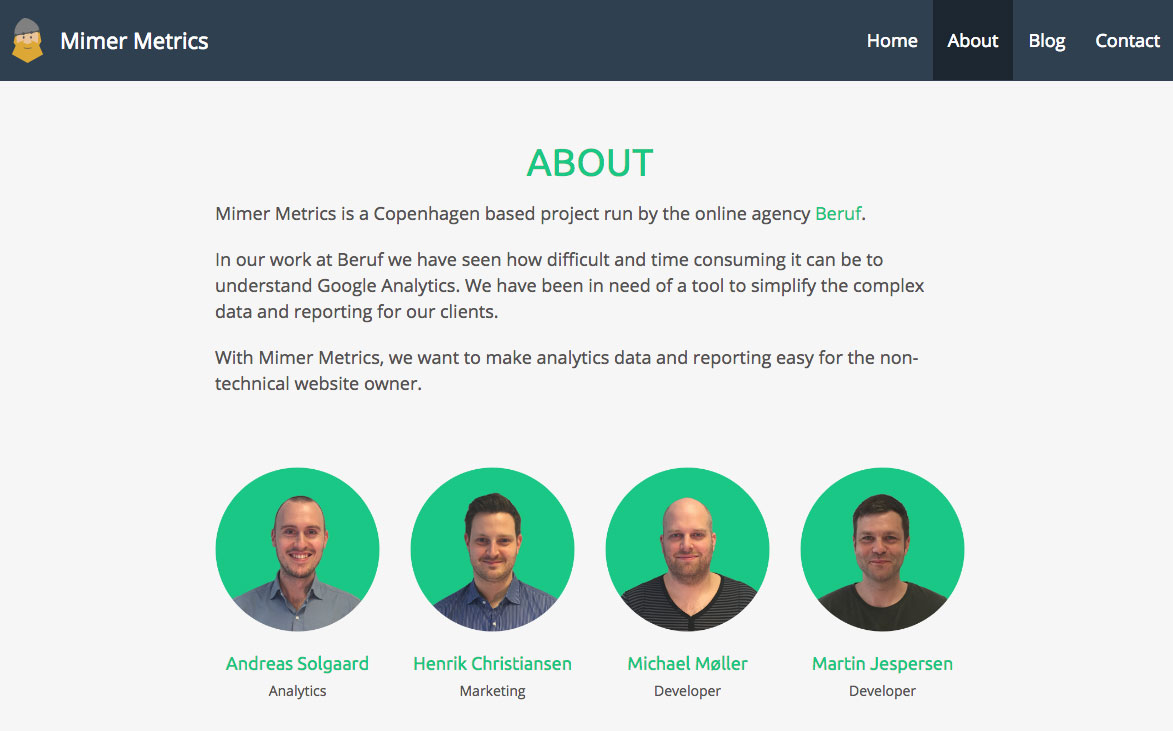 Mimer Metrics
Home
About
Blog
Contact
ABOUT
Mimer Metrics is a Copenhagen based project run by the online agency Beruf.
In our work at Beruf we have seen how difficult and time consuming it can be to
understand Google Analytics. We have been in need of a tool to simplify the complex
data and reporting for our clients.
With Mimer Metrics, we want to make analytics data and reporting easy for the non-
technical website owner.
Andreas Solgaard
Analytics
Henrik Christiansen
Marketing
Michael Møller
Developer
Martin Jespersen
Developer